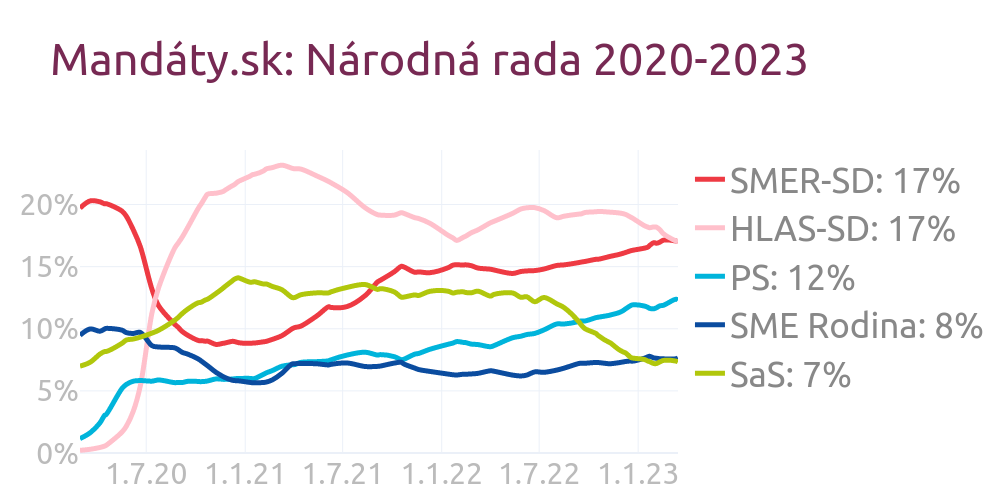 Mandáty.sk: Národná rada 2020-2023
SMER-SD: 17%
HLAS-SD: 17%
PS: 12%
SME Rodina: 8%
SaS: 7%
20%
15%
10%
5%
0%
1.7.20 1.1.21 1.7.21 1.1.22 1.7.22 1.1.23